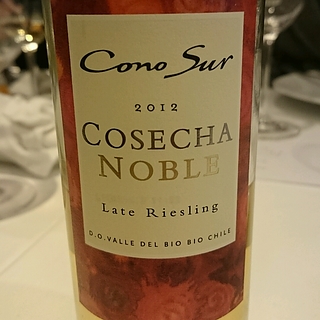 Cono Sur
2012
COSECHA
NOBLE
Late Riesling
D.O. VALLE DEL BIO BIO CHILE